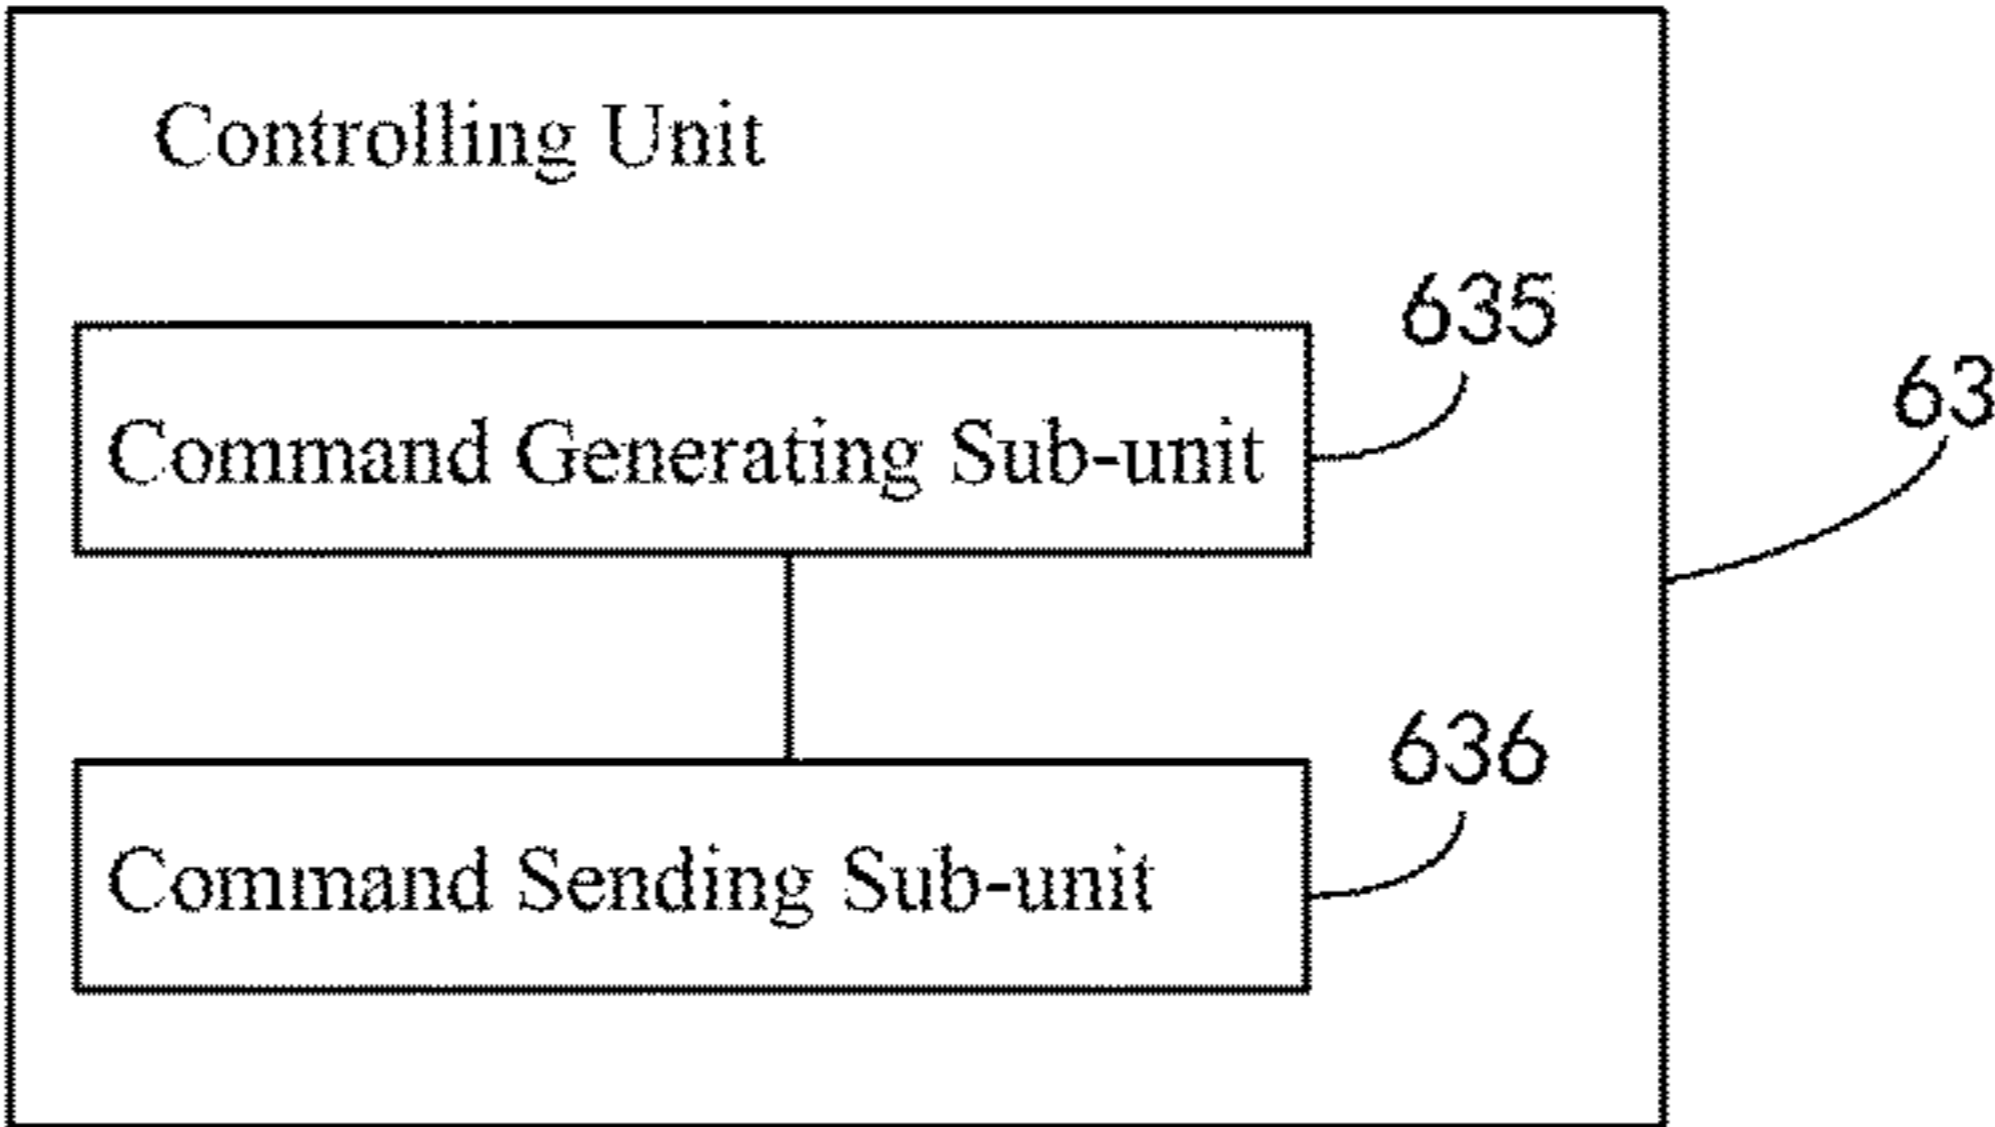 Controlling Unit
635
63
Command Generating Sub-unit
636
Command Sending Sub-unit